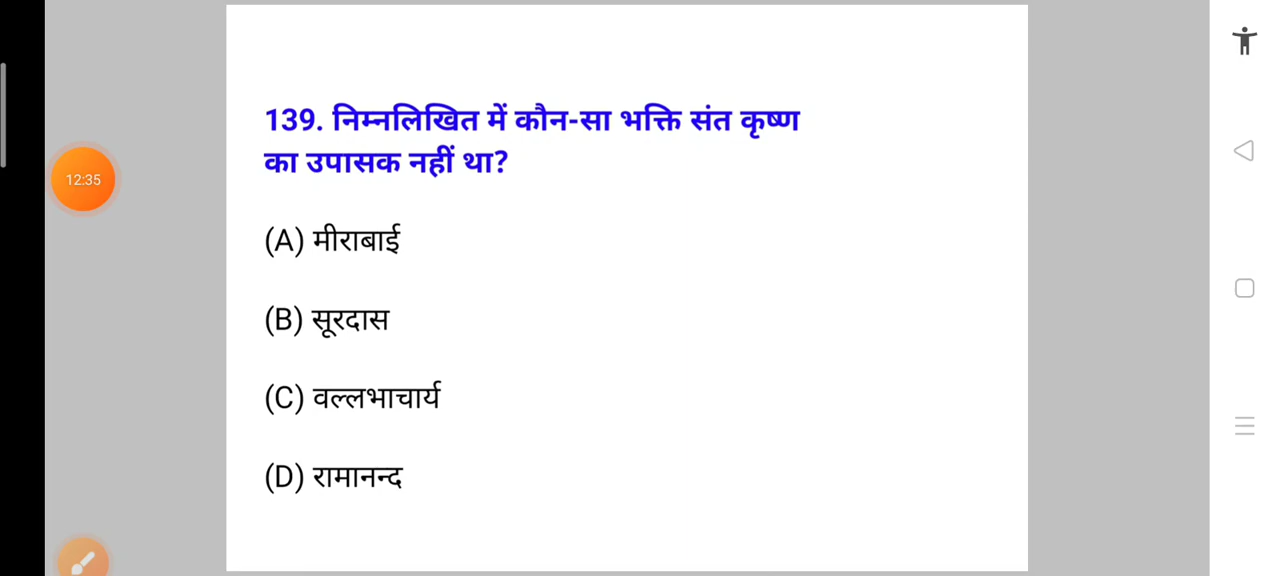 139. निम्नलिखित में कौन-सा भक्ति संत कृष्ण
का उपासक नहीं था?
12:35
(A) मीराबाई
(B) सूरदास
(C) वल्लभाचार्य
(D) रामानन्द